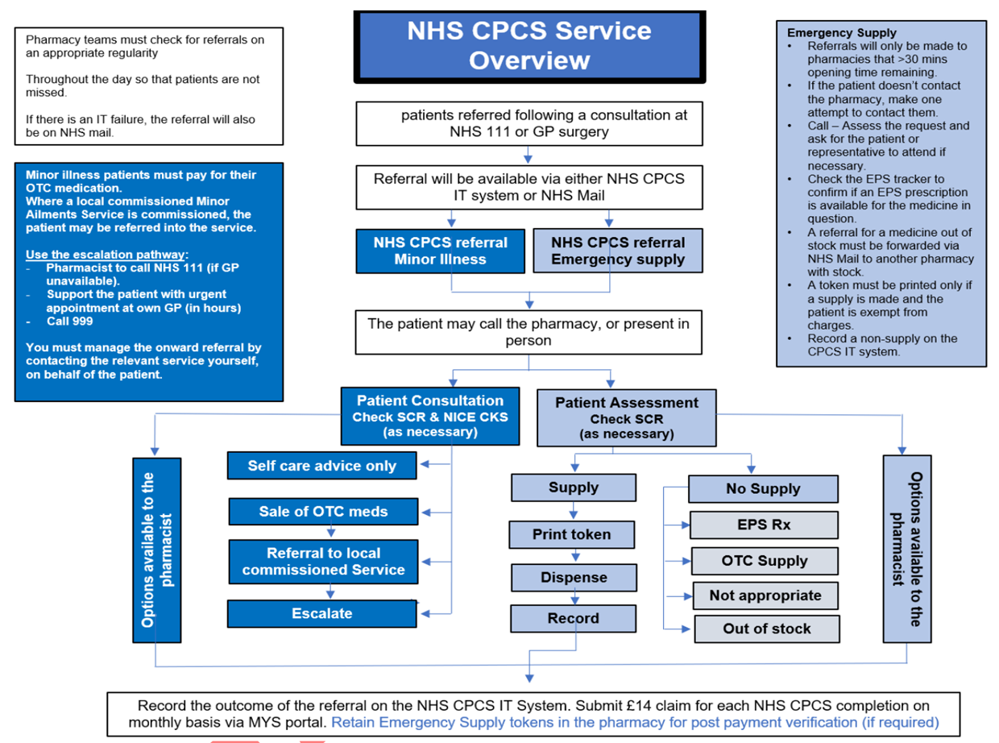 NHS CPCS Service
Overview
Pharmacy teams must check for referrals on
an appropriate regularity
Throughout the day so that patients are not
missed.
If there is an IT failure, the referral will also
be on NHS mail.
Minor illness patients must pay for their
OTC medication.
Where a local commissioned Minor
Ailments Service is commissioned, the
patient may be referred into the service.
Use the escalation pathway:
- Pharmacist to call NHS 111 (if GP
unavailable).
- Support the patient with urgent
appointment at own GP (in hours)
- Call 999
You must manage the onward referral by
contacting the relevant service yourself,
on behalf of the patient.
patients referred following a consultation at
NHS 111 or GP surgery
Referral will be available via either NHS CPCS
IT system or NHS Mail
NHS CPCS referral
Minor Illness
NHS CPCS referral
Emergency supply
The patient may call the pharmacy, or present in
person
Emergency Supply
• Referrals will only be made to
pharmacies that >30 mins
opening time remaining.
• If the patient doesn't contact
the pharmacy, make one
attempt to contact them.
• Call – Assess the request and
ask for the patient or
representative to attend if
necessary.
• Check the EPS tracker to
confirm if an EPS prescription
is available for the medicine in
question.
• A referral for a medicine out of
stock must be forwarded via
NHS Mail to another pharmacy
with stock.
• A token must be printed only if
a supply is made and the
patient is exempt from
charges.
• Record a non-supply on the
CPCS IT system.
Patient Consultation
Check SCR & NICE CKS
(as necessary)
Patient Assessment
Check SCR
(as necessary)
Options available to the
pharmacist
Self care advice only
Sale of OTC meds
Referral to local
commissioned Service
Escalate
Supply
Print token
Dispense
Record
No Supply
EPS Rx
OTC Supply
Not appropriate
Out of stock
Options available to the
pharmacist
Record the outcome of the referral on the NHS CPCS IT System. Submit £14 claim for each NHS CPCS completion on
monthly basis via MYS portal. Retain Emergency Supply tokens in the pharmacy for post payment verification (if required)